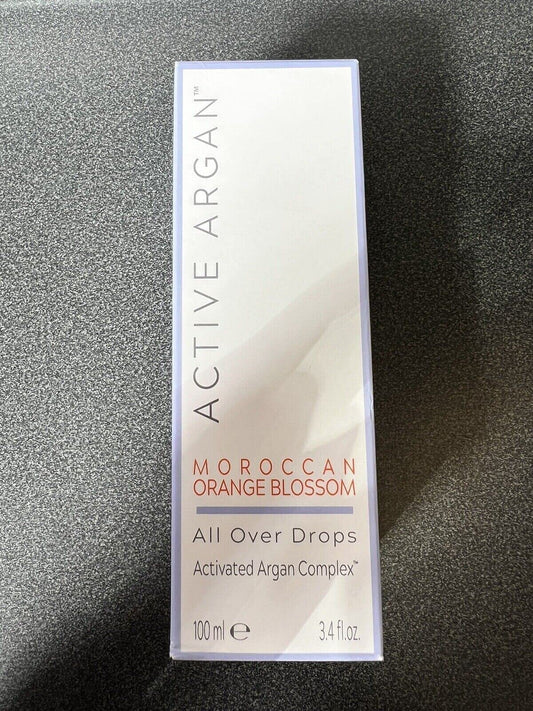 ACTIVE ARGAN™
MOROCCAN
ORANGE BLOSSOM
All Over Drops
Activated Argan Complex™
100 ml ℮ 3.4 fl.oz.